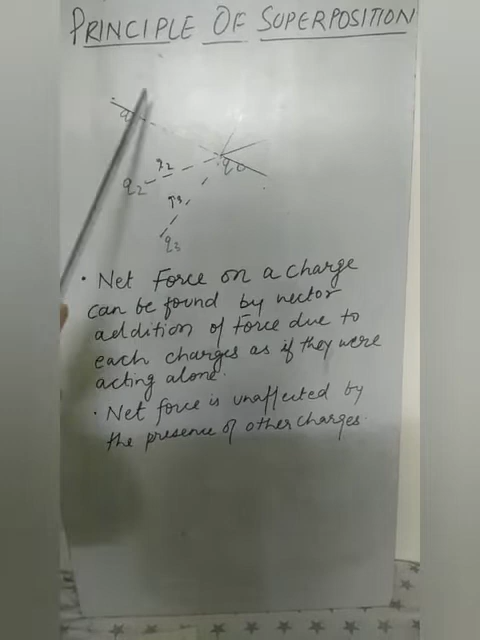 PRINCIPLE OF SUPERPOSITION
q
r2
q0
q2
r3
q3
• Net Force on a charge
can be found by vector
addition of Force due to
each charges as if they were
acting alone.
• Net force is unaffected by
the presence of other charges.